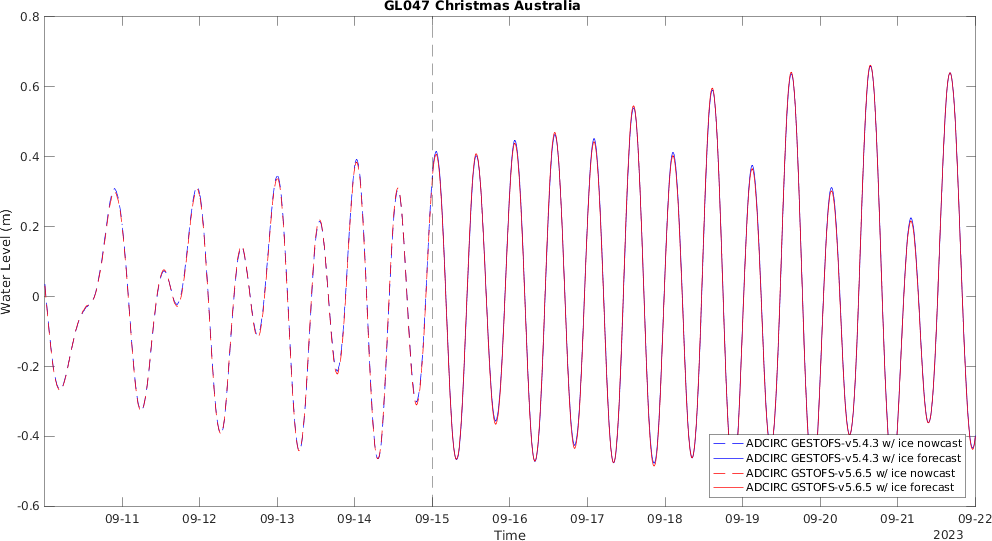 GL047 Christmas Australia
0.8
0.6
0.4
0.2
0
-0.2
-0.4
-0.6
Water Level (m)
ADCIRC GESTOFS-v5.4.3 w/ ice nowcast
ADCIRC GESTOFS-v5.4.3 w/ ice forecast
ADCIRC GSTOFS-v5.6.5 w/ ice nowcast
ADCIRC GSTOFS-v5.6.5 w/ ice forecast
09-11 09-12 09-13 09-14 09-15 09-16 09-17 09-18 09-19 09-20 09-21 09-22
Time
2023